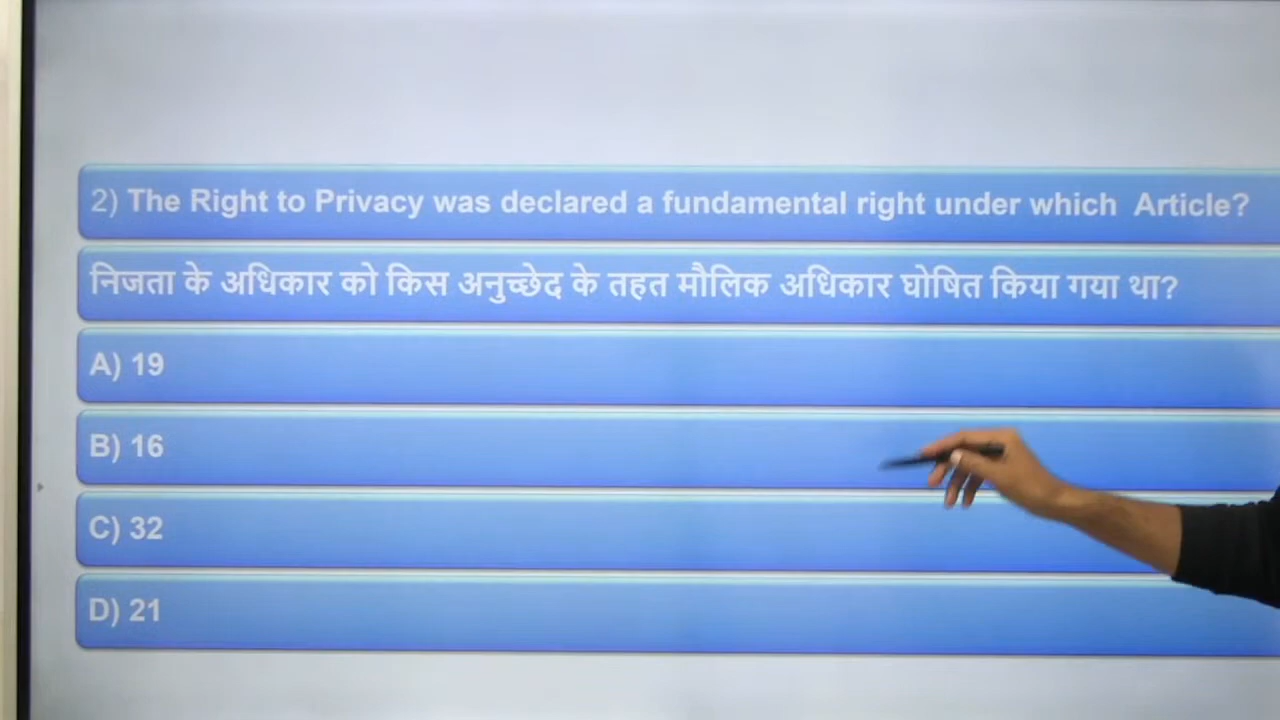 2) The Right to Privacy was declared a fundamental right under which Article?
निजता के अधिकार को किस अनुच्छेद के तहत मौलिक अधिकार घोषित किया गया था?
A) 19
B) 16
C) 32
D) 21